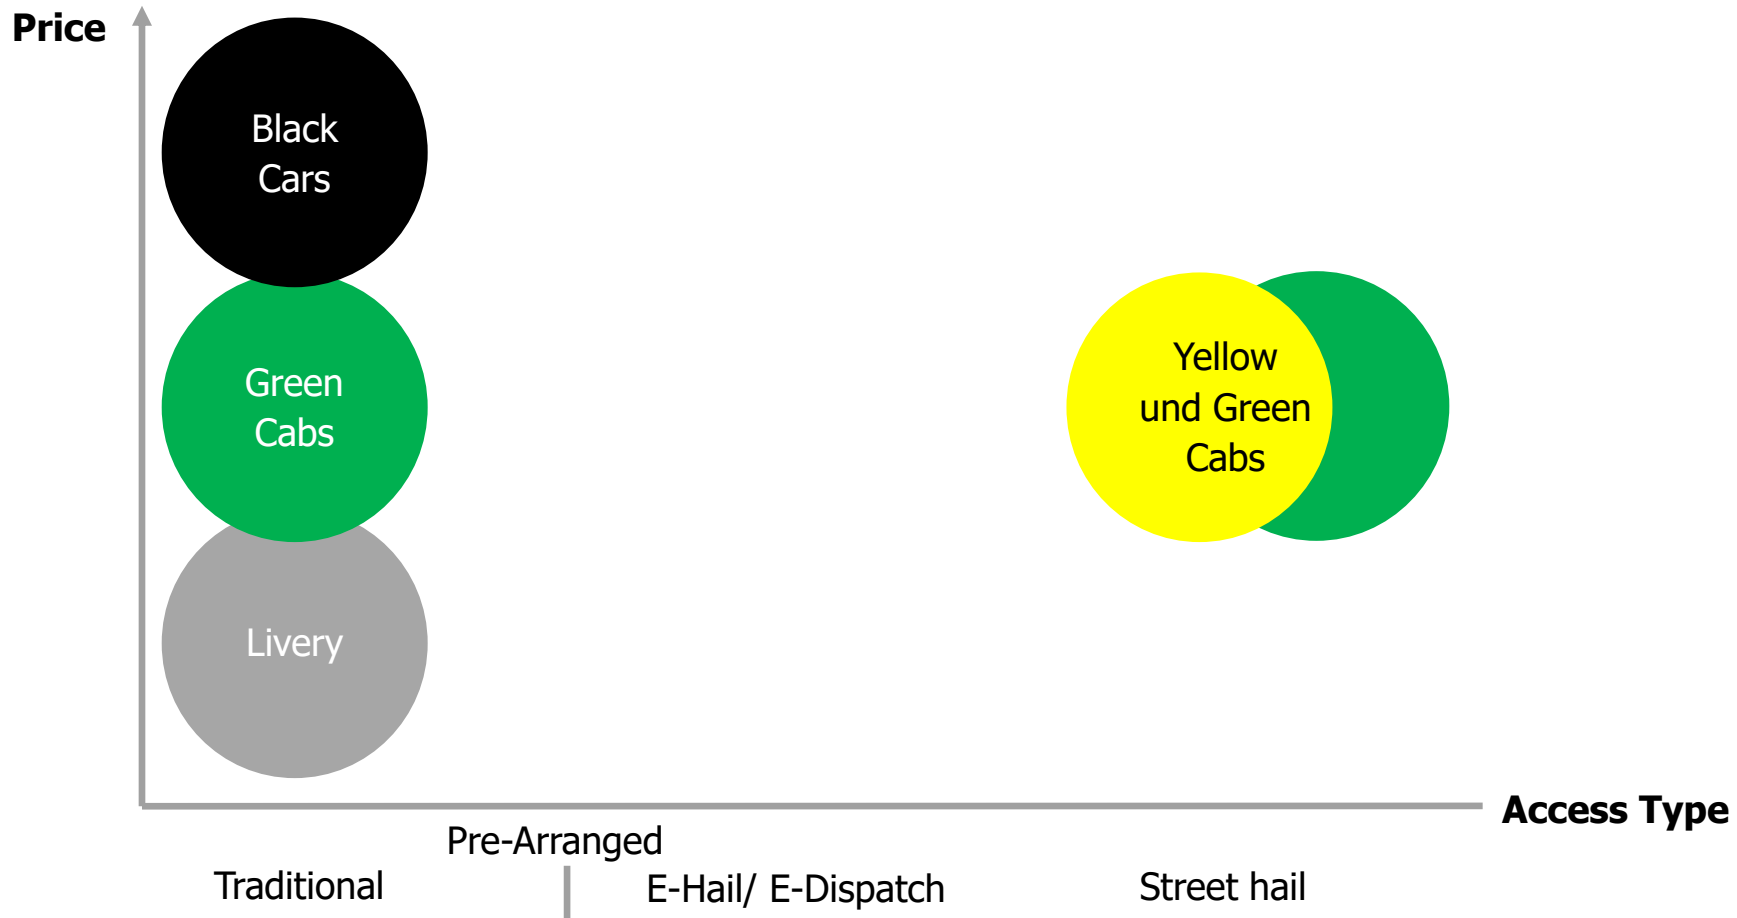 Price
Black
Cars
Green
Cabs
Yellow
und Green
Cabs
Livery
Access Type
Pre-Arranged
Traditional
E-Hail/ E-Dispatch
Street hail